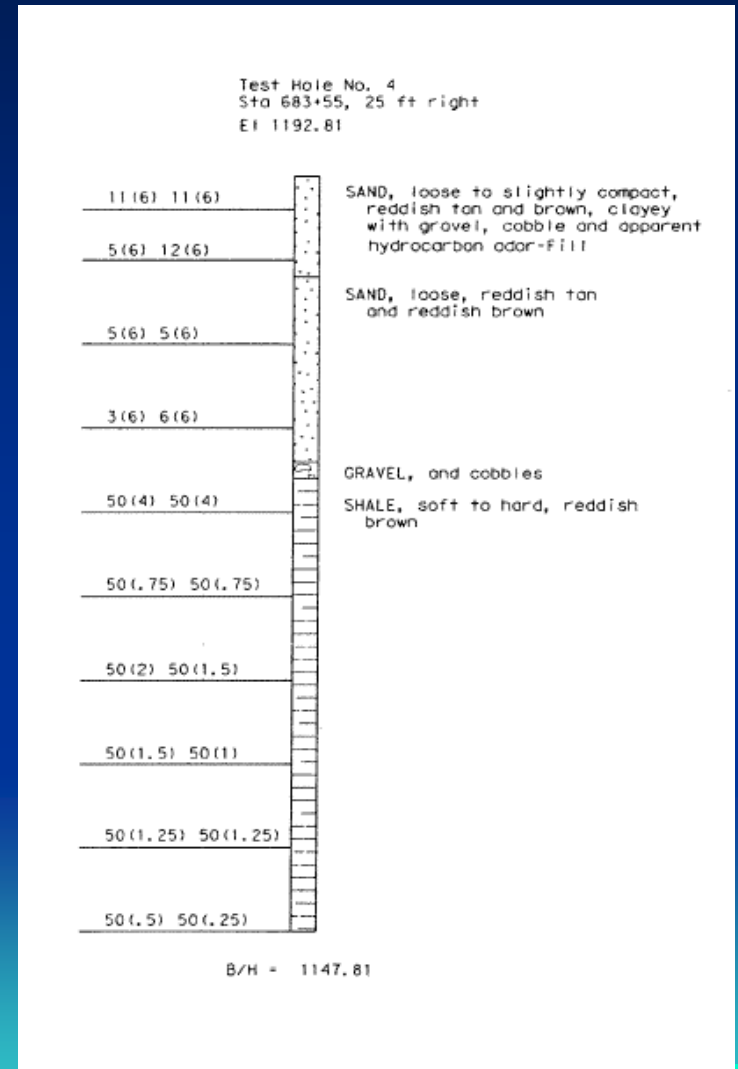 Test Hole No. 4
Sta 683+55, 25 ft right
El 1192.81
11(6) 11(6)
SAND, loose to slightly compact,
reddish tan and brown, clayey
with gravel, cobble and apparent
hydrocarbon odor-Fill
5(6) 12(6)
SAND, loose, reddish tan
and reddish brown
5(6) 5(6)
3(6) 6(6)
GRAVEL, and cobbles
50(4) 50(4)
SHALE, soft to hard, reddish
brown
50(.75) 50(.75)
50(2) 50(1.5)
50(1.5) 50(1)
50(1.25) 50(1.25)
50(.5) 50(.25)
B/H = 1147.81